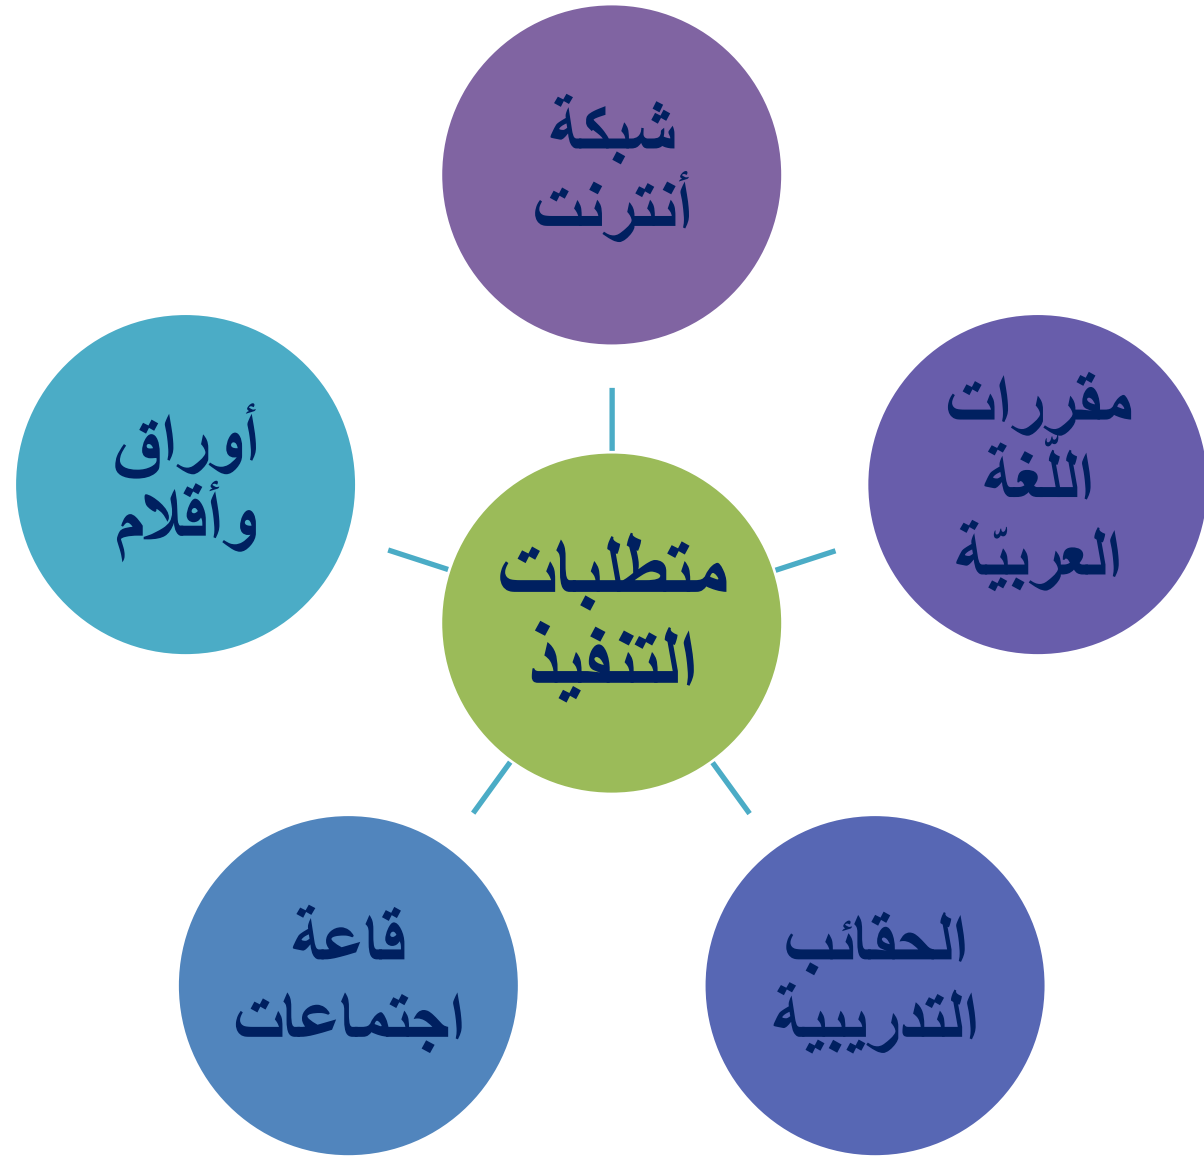 شبكة
أنترنت
مقررات
اللّغة
العربيّة
أوراق
وأقلام
متطلبات
التنفيذ
الحقائب
التدريبية
قاعة
اجتماعات